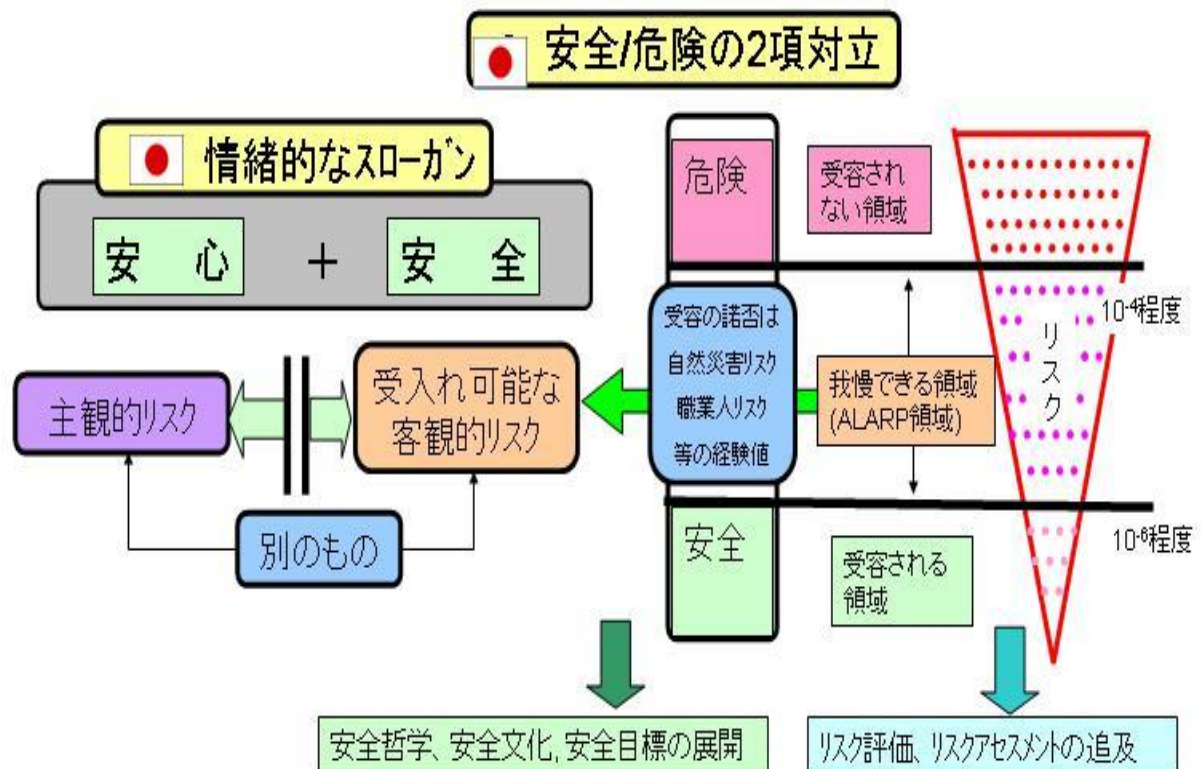 安全/危険の2項対立
情緒的なスローガン
安 心 + 安 全
主観的リスク
受入れ可能な
客観的リスク
別のもの
危険
受容の諾否は
自然災害リスク
職業人リスク
等の経験値
安全
受容され
ない領域
我慢できる領域
(ALARP領域)
受容される
領域
リスク
10-4程度
10-6程度
安全哲学、安全文化,安全目標の展開
リスク評価、リスクアセスメントの追及